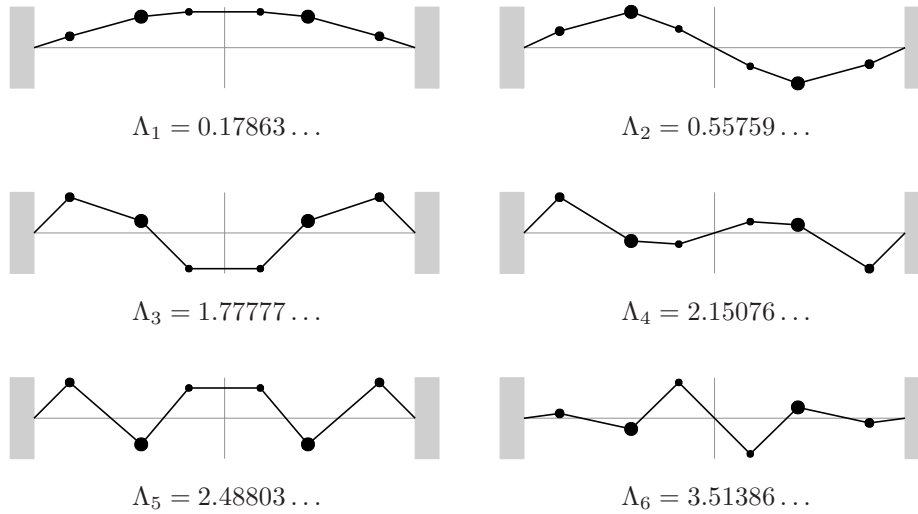 Λ₁ = 0.17863...
Λ₂ = 0.55759...
Λ₃ = 1.77777...
Λ₄ = 2.15076...
Λ₅ = 2.48803...
Λ₆ = 3.51386...